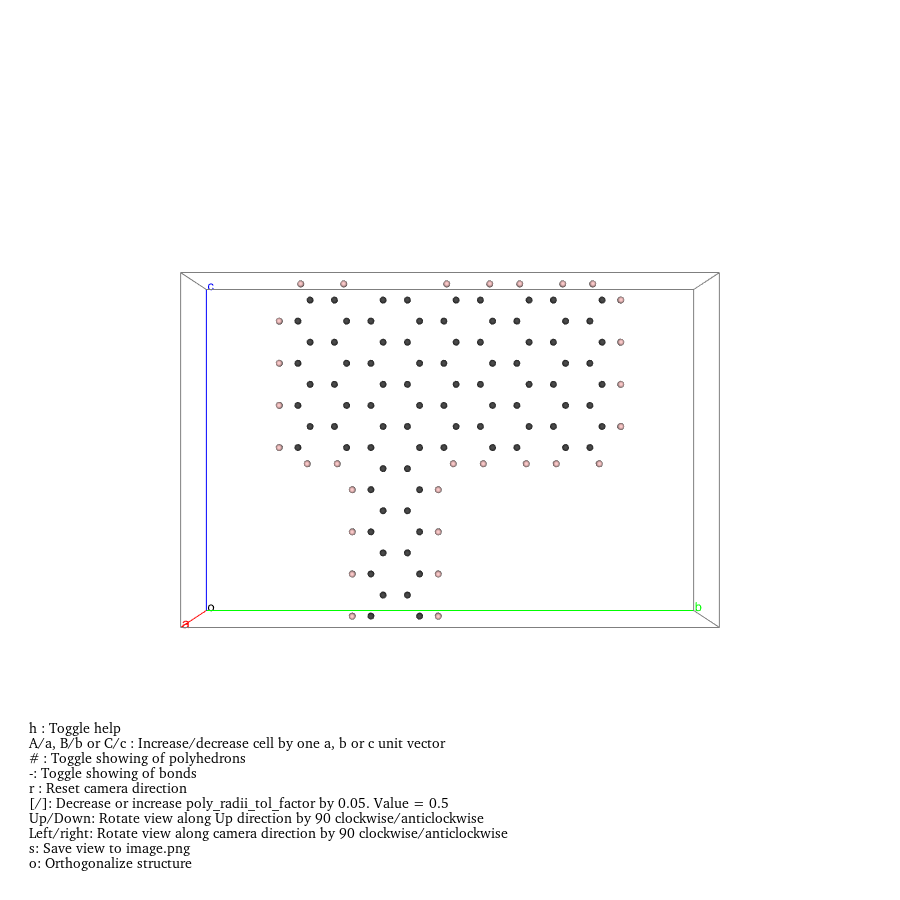 c
o
b
a
h : Toggle help
A/a, B/b or C/c : Increase/decrease cell by one a, b or c unit vector
# : Toggle showing of polyhedrons
-: Toggle showing of bonds
r : Reset camera direction
[/]: Decrease or increase poly_radii_tol_factor by 0.05. Value = 0.5
Up/Down: Rotate view along Up direction by 90 clockwise/anticlockwise
Left/right: Rotate view along camera direction by 90 clockwise/anticlockwise
s: Save view to image.png
o: Orthogonalize structure